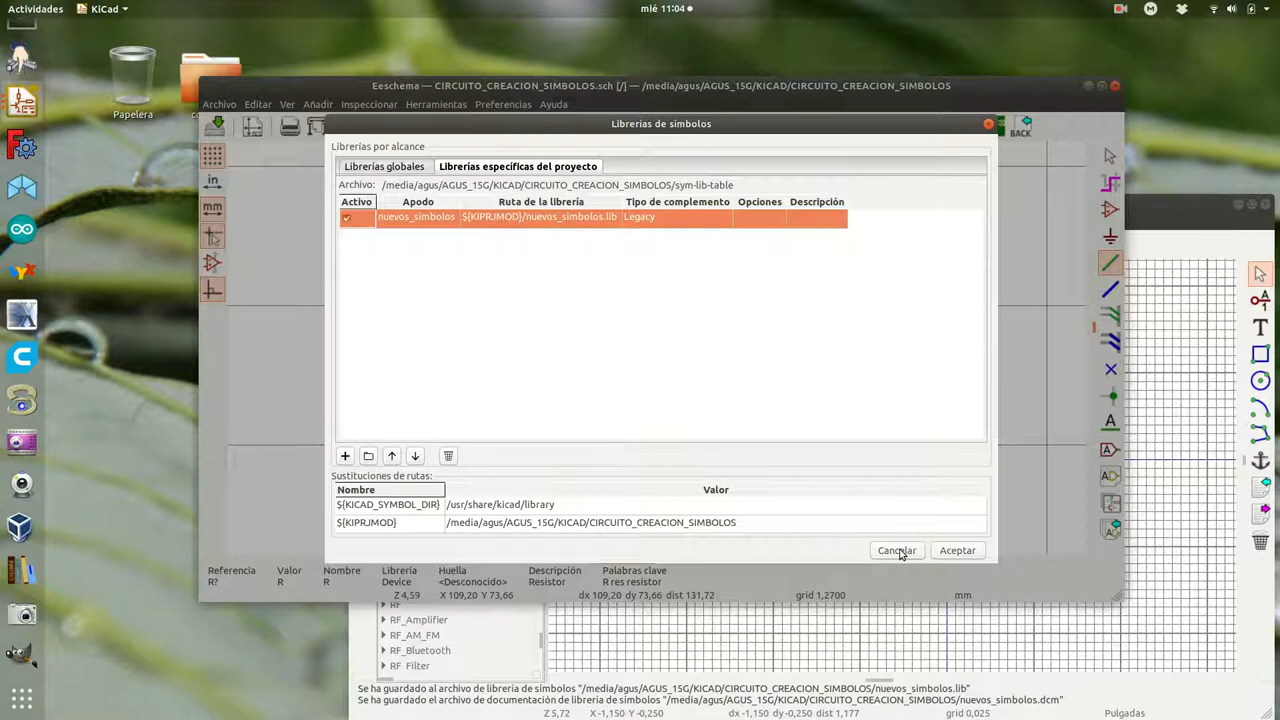 Actividades KiCad mié 11:04
Papelera
Eeschema — CIRCUITO_CREACION_SIMBOLOS.sch [/] — /media/agus/AGUS_15G/KICAD/CIRCUITO_CREACION_SIMBOLOS
Archivo Editar Ver Añadir Inspeccionar Herramientas Preferencias Ayuda
BACK
in
mm
Librerías de símbolos
Librerías por alcance
Librerías globales Librerías específicas del proyecto
Archivo: /media/agus/AGUS_15G/KICAD/CIRCUITO_CREACION_SIMBOLOS/sym-lib-table
Activo Apodo Ruta de la librería Tipo de complemento Opciones Descripción
nuevos_simbolos ${KIPRJMOD}/nuevos_simbolos.lib Legacy
Sustituciones de rutas:
Nombre Valor
${KICAD_SYMBOL_DIR} /usr/share/kicad/library
${KIPRJMOD} /media/agus/AGUS_15G/KICAD/CIRCUITO_CREACION_SIMBOLOS
Cancelar Aceptar
Referencia Valor Nombre Librería Huella Descripción Palabras clave
R? R R Device <Desconocido> Resistor R res resistor
Z 4,59 X 109,20 Y 73,66 dx 109,20 dy 73,66 dist 131,72 grid 1,2700 mm
RF
RF_Amplifier
RF_AM_FM
RF_Bluetooth
RF_Filter
Se ha guardado al archivo de librería de símbolos "/media/agus/AGUS_15G/KICAD/CIRCUITO_CREACION_SIMBOLOS/nuevos_simbolos.lib"
Se ha guardado el archivo de documentación de librería de símbolos "/media/agus/AGUS_15G/KICAD/CIRCUITO_CREACION_SIMBOLOS/nuevos_simbolos.dcm"
Z 5,72 X -1,150 Y -0,250 dx -1,150 dy -0,250 dist 1,177 grid 0,025 Pulgadas